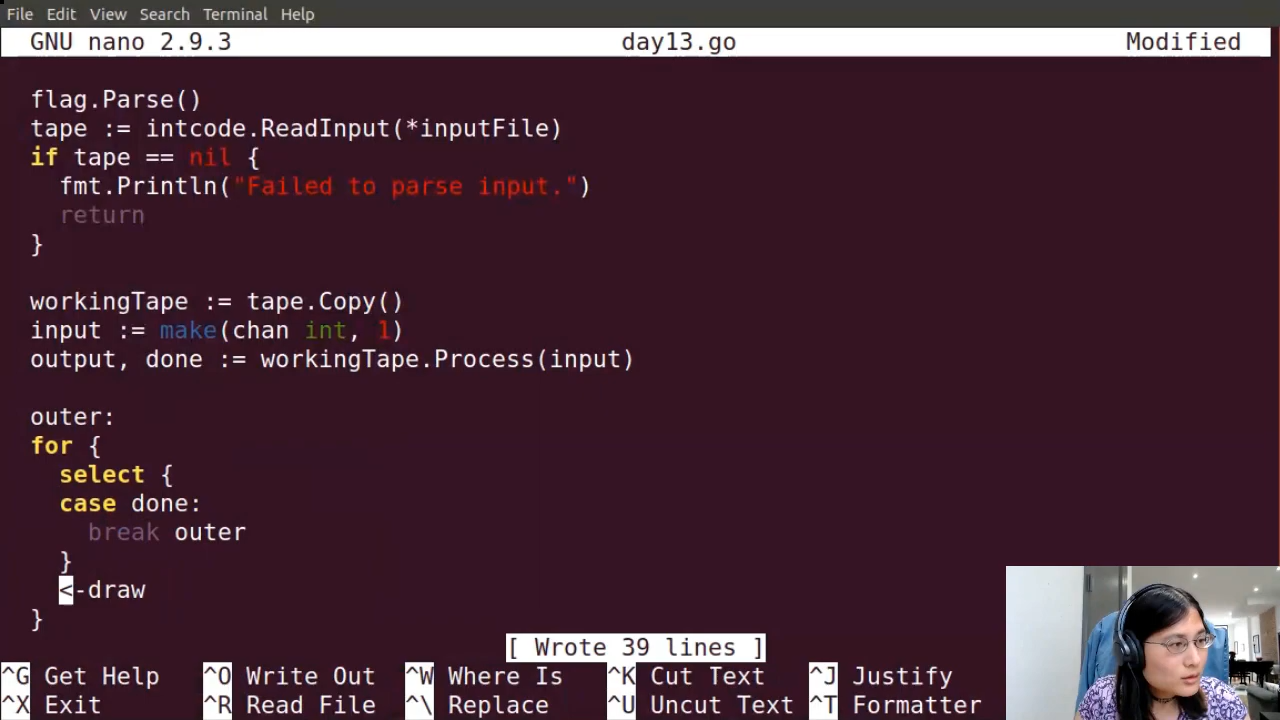 File Edit View Search Terminal Help
GNU nano 2.9.3 day13.go Modified
flag.Parse()
tape := intcode.ReadInput(*inputFile)
if tape == nil {
fmt.Println("Failed to parse input.")
return
}
workingTape := tape.Copy()
input := make(chan int, 1)
output, done := workingTape.Process(input)
outer:
for {
select {
case done:
break outer
}
<-draw
}
[ Wrote 39 lines ]
^G Get Help ^O Write Out ^W Where Is ^K Cut Text ^J Justify
^X Exit ^R Read File ^\ Replace ^U Uncut Text ^T Formatter